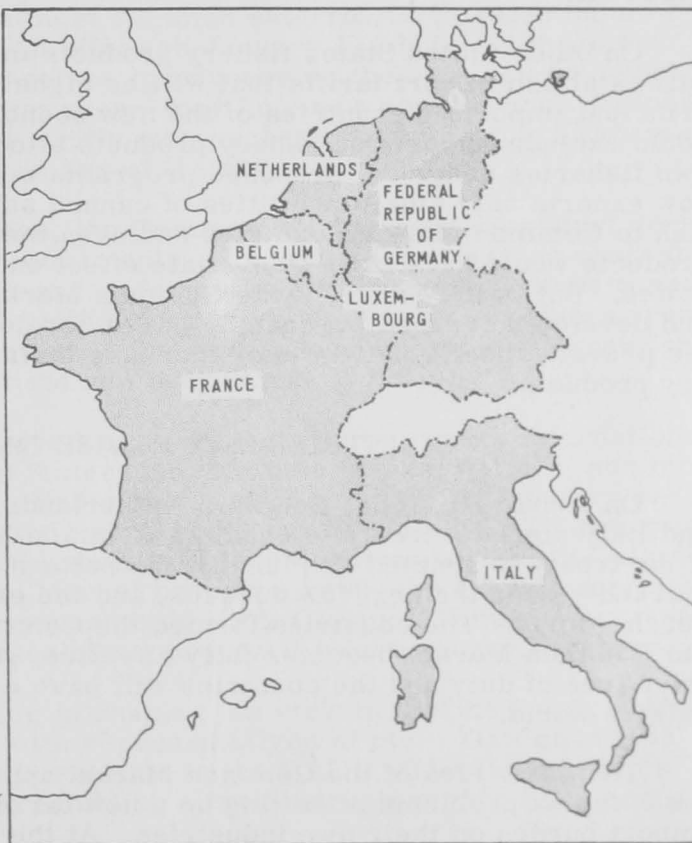 NETHERLANDS
FEDERAL
REPUBLIC
OF
GERMANY
BELGIUM
LUXEM-
BOURG
FRANCE
ITALY